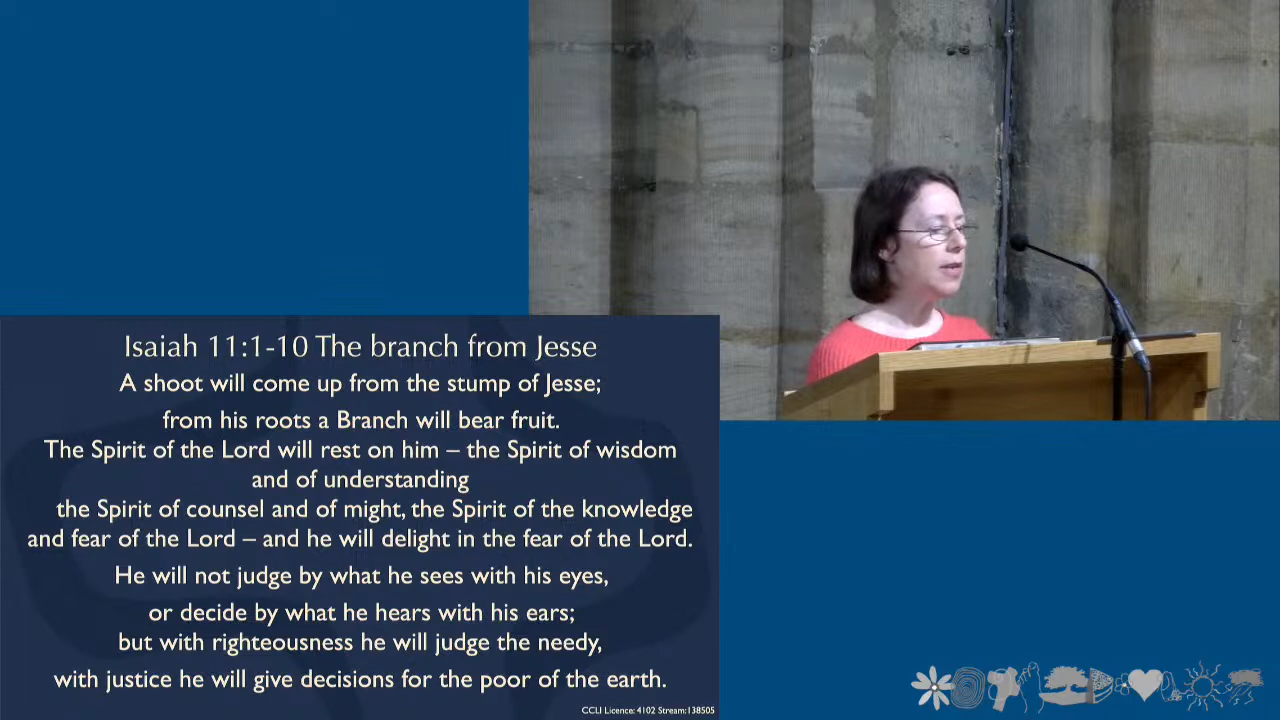 Isaiah 11:1-10 The branch from Jesse
A shoot will come up from the stump of Jesse;
from his roots a Branch will bear fruit.
The Spirit of the Lord will rest on him – the Spirit of wisdom
and of understanding
the Spirit of counsel and of might, the Spirit of the knowledge
and fear of the Lord – and he will delight in the fear of the Lord.
He will not judge by what he sees with his eyes,
or decide by what he hears with his ears;
but with righteousness he will judge the needy,
with justice he will give decisions for the poor of the earth.
CCLI Licence: 4102 Stream:138505